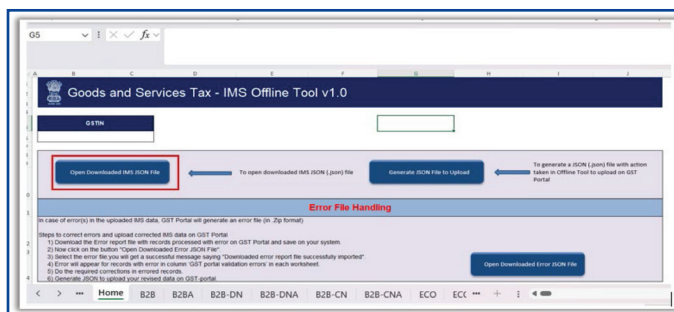 G5
fx
A B C D E F G H I J
Goods and Services Tax - IMS Offline Tool v1.0
GSTIN
Open Downloaded IMS JSON File
To open downloaded IMS JSON (.json) file
Generate JSON File to Upload
To generate a JSON (.json) file with action
taken in Offline Tool to upload on GST
Portal
Error File Handling
In case of error(s) in the uploaded IMS data, GST Portal will generate an error file (in .Zip format)
Steps to correct errors and upload corrected IMS data on GST Portal
1) Download the Error report file with records processed with error on GST Portal and save on your system.
2) Now click on the button "Open Downloaded Error JSON File".
3) Select the error file you will get a successful message saying "Downloaded error report file successfully imported".
4) Error will appear for records with error in column 'GST portal validation errors' in each worksheet.
5) Do the required corrections in errored records.
6) Generate JSON to upload your revised data on GST-portal.
Open Downloaded Error JSON File
Home B2B B2BA B2B-DN B2B-DNA B2B-CN B2B-CNA ECO EC(